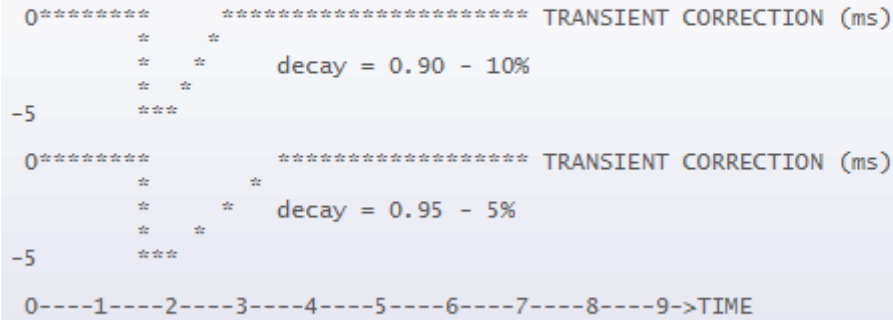 0********     ********************** TRANSIENT CORRECTION (ms)
        *    *
        *   *     decay = 0.90 - 10%
        *  *
-5      ***
0********         ****************** TRANSIENT CORRECTION (ms)
        *       *
        *     *   decay = 0.95 - 5%
        *   *
-5      ***
0----1----2----3----4----5----6----7----8----9->TIME